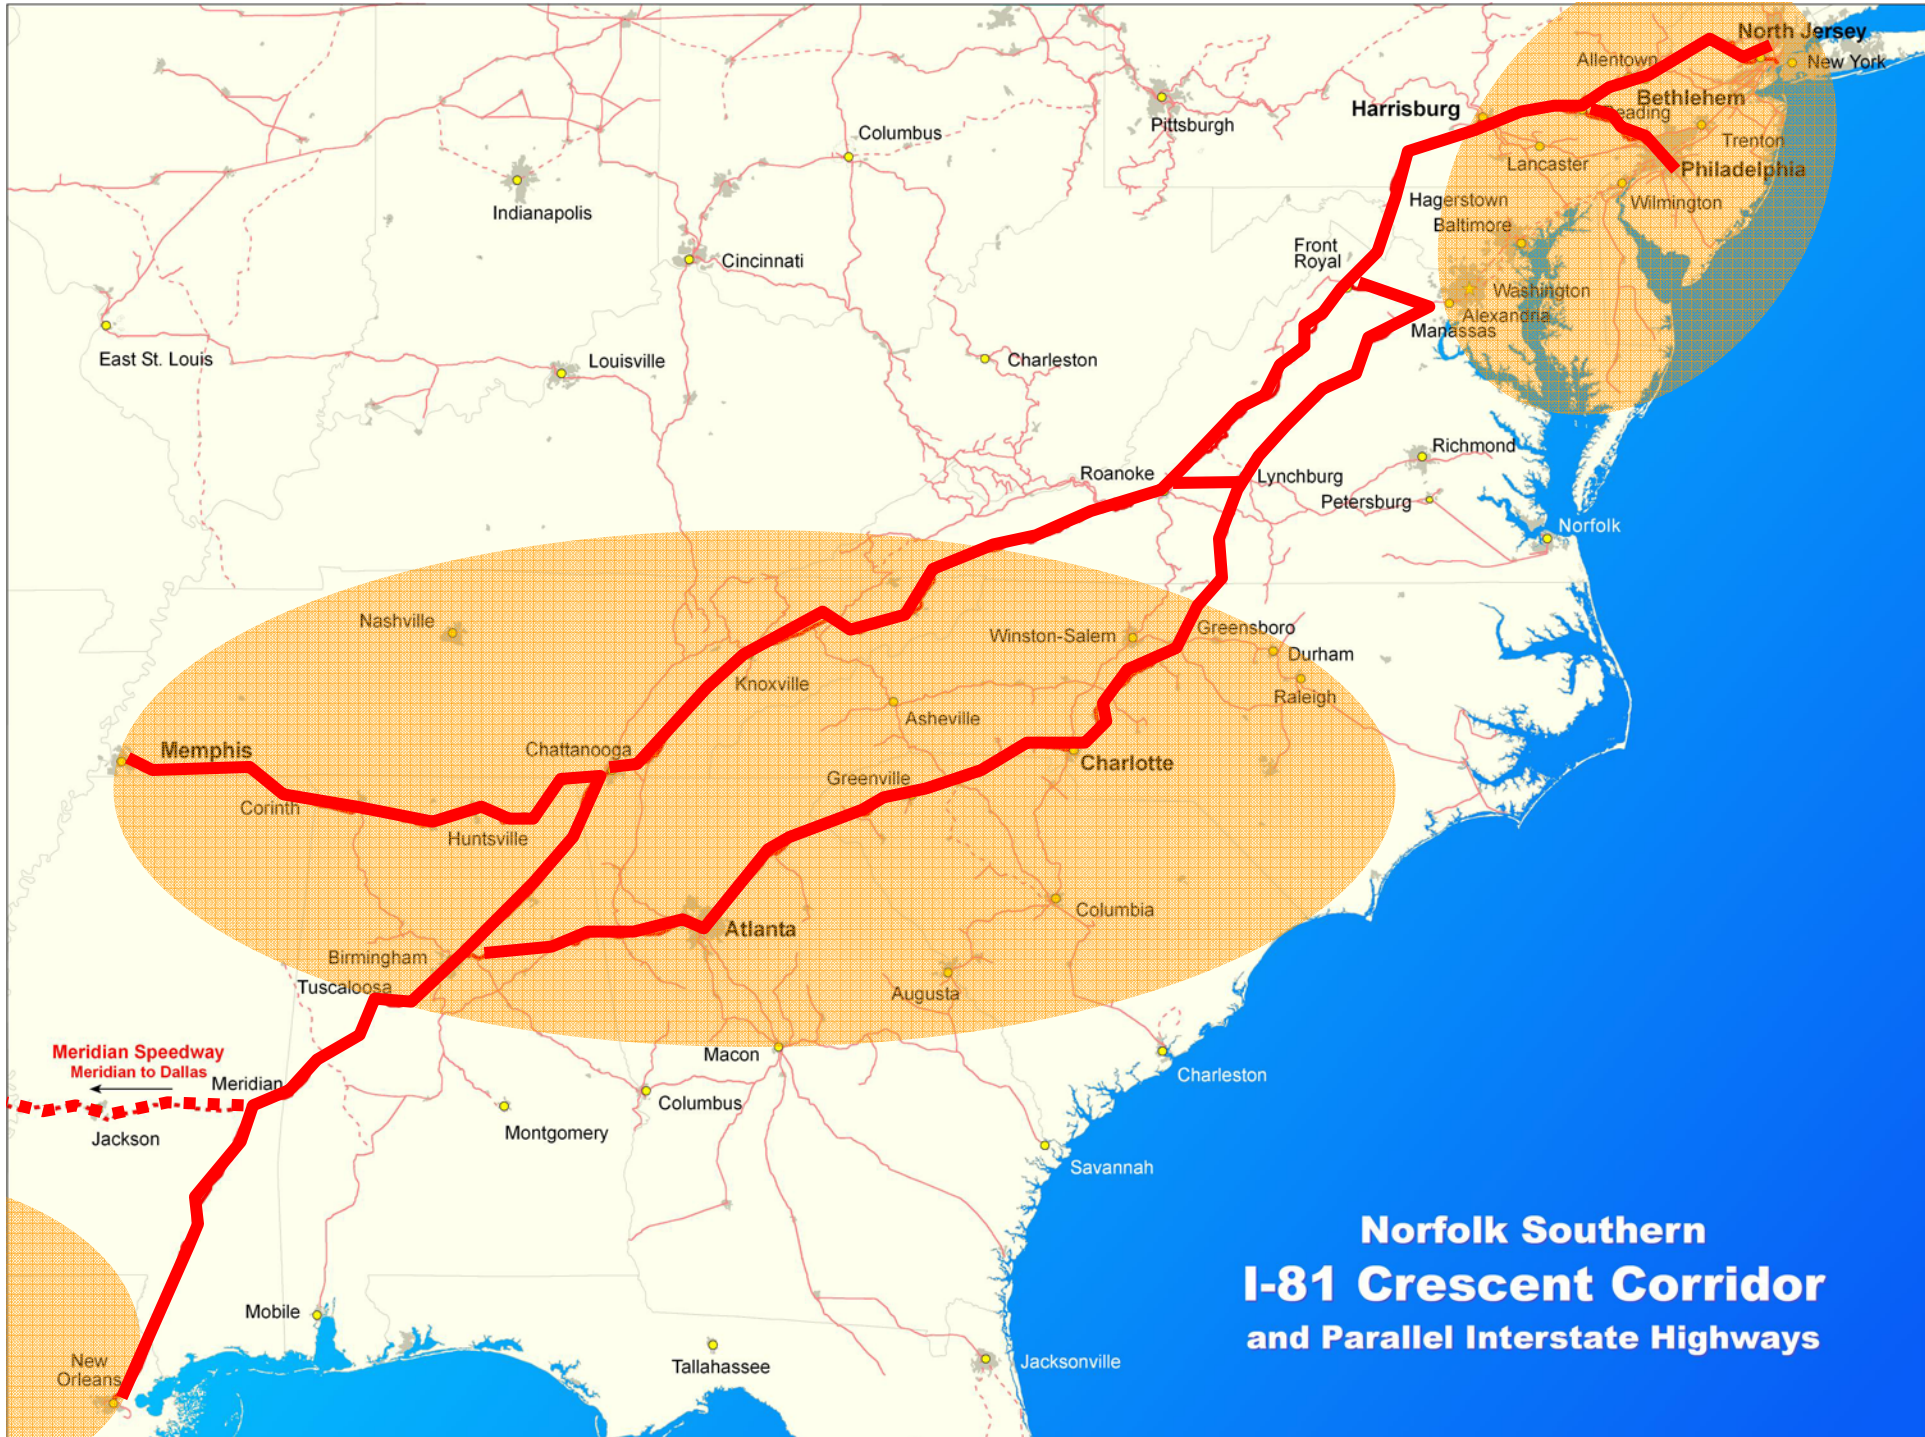 North Jersey
Allentown
New York
Bethlehem
Harrisburg
Reading
Pittsburgh
Columbus
Trenton
Lancaster
Philadelphia
Indianapolis
Hagerstown
Wilmington
Baltimore
Front
Royal
Cincinnati
Washington
Alexandria
Manassas
East St. Louis
Louisville
Charleston
Richmond
Roanoke
Lynchburg
Petersburg
Norfolk
Nashville
Winston-Salem
Greensboro
Durham
Knoxville
Raleigh
Asheville
Memphis
Chattanooga
Charlotte
Greenville
Corinth
Huntsville
Columbia
Atlanta
Birmingham
Tuscaloosa
Augusta
Meridian Speedway
Meridian to Dallas
Macon
Meridian
Charleston
Columbus
Jackson
Montgomery
Savannah
Norfolk Southern
I-81 Crescent Corridor
and Parallel Interstate Highways
Mobile
New
Orleans
Tallahassee
Jacksonville